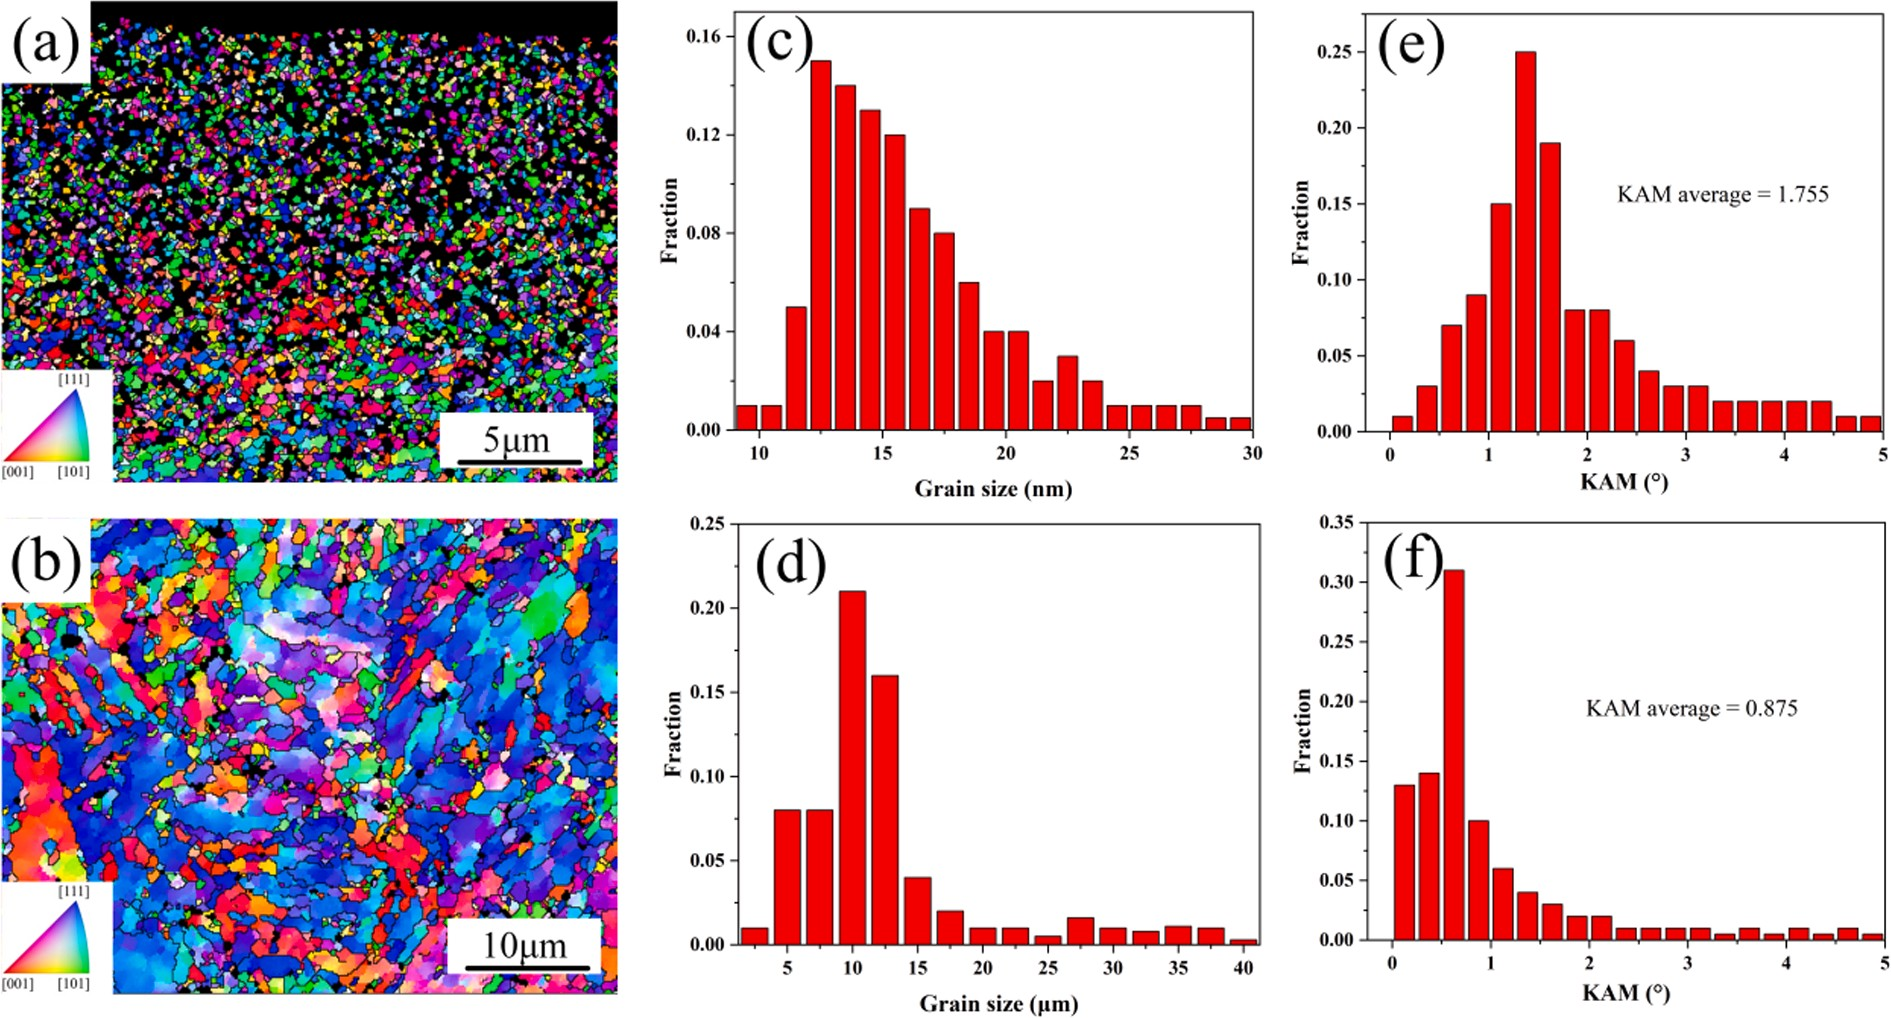 (a)
[111]
[001] [101]
5μm
(b)
[111]
[001] [101]
10μm
(c)
Fraction
0.16
0.12
0.08
0.04
0.00
10 15 20 25 30
Grain size (nm)
(d)
Fraction
0.25
0.20
0.15
0.10
0.05
0.00
5 10 15 20 25 30 35 40
Grain size (μm)
(e)
Fraction
0.25
0.20
0.15
0.10
0.05
0.00
KAM average = 1.755
0 1 2 3 4 5
KAM (°)
(f)
Fraction
0.35
0.30
0.25
0.20
0.15
0.10
0.05
0.00
KAM average = 0.875
0 1 2 3 4 5
KAM (°)